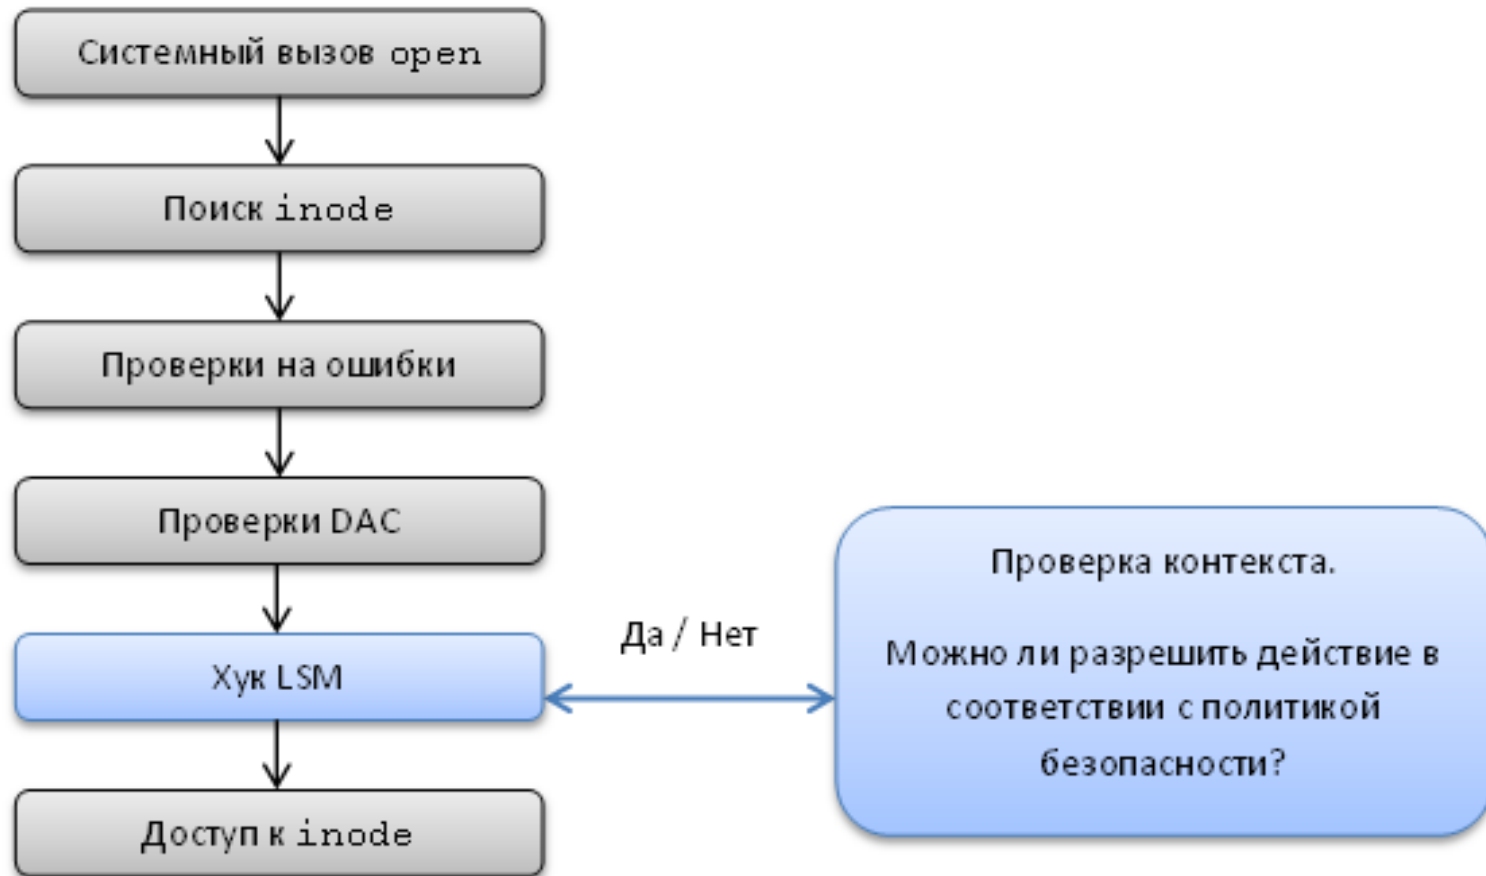 Системный вызов open
Поиск inode
Проверки на ошибки
Проверки DAC
Хук LSM
Доступ к inode
Да / Нет
Проверка контекста.
Можно ли разрешить действие в
соответствии с политикой
безопасности?